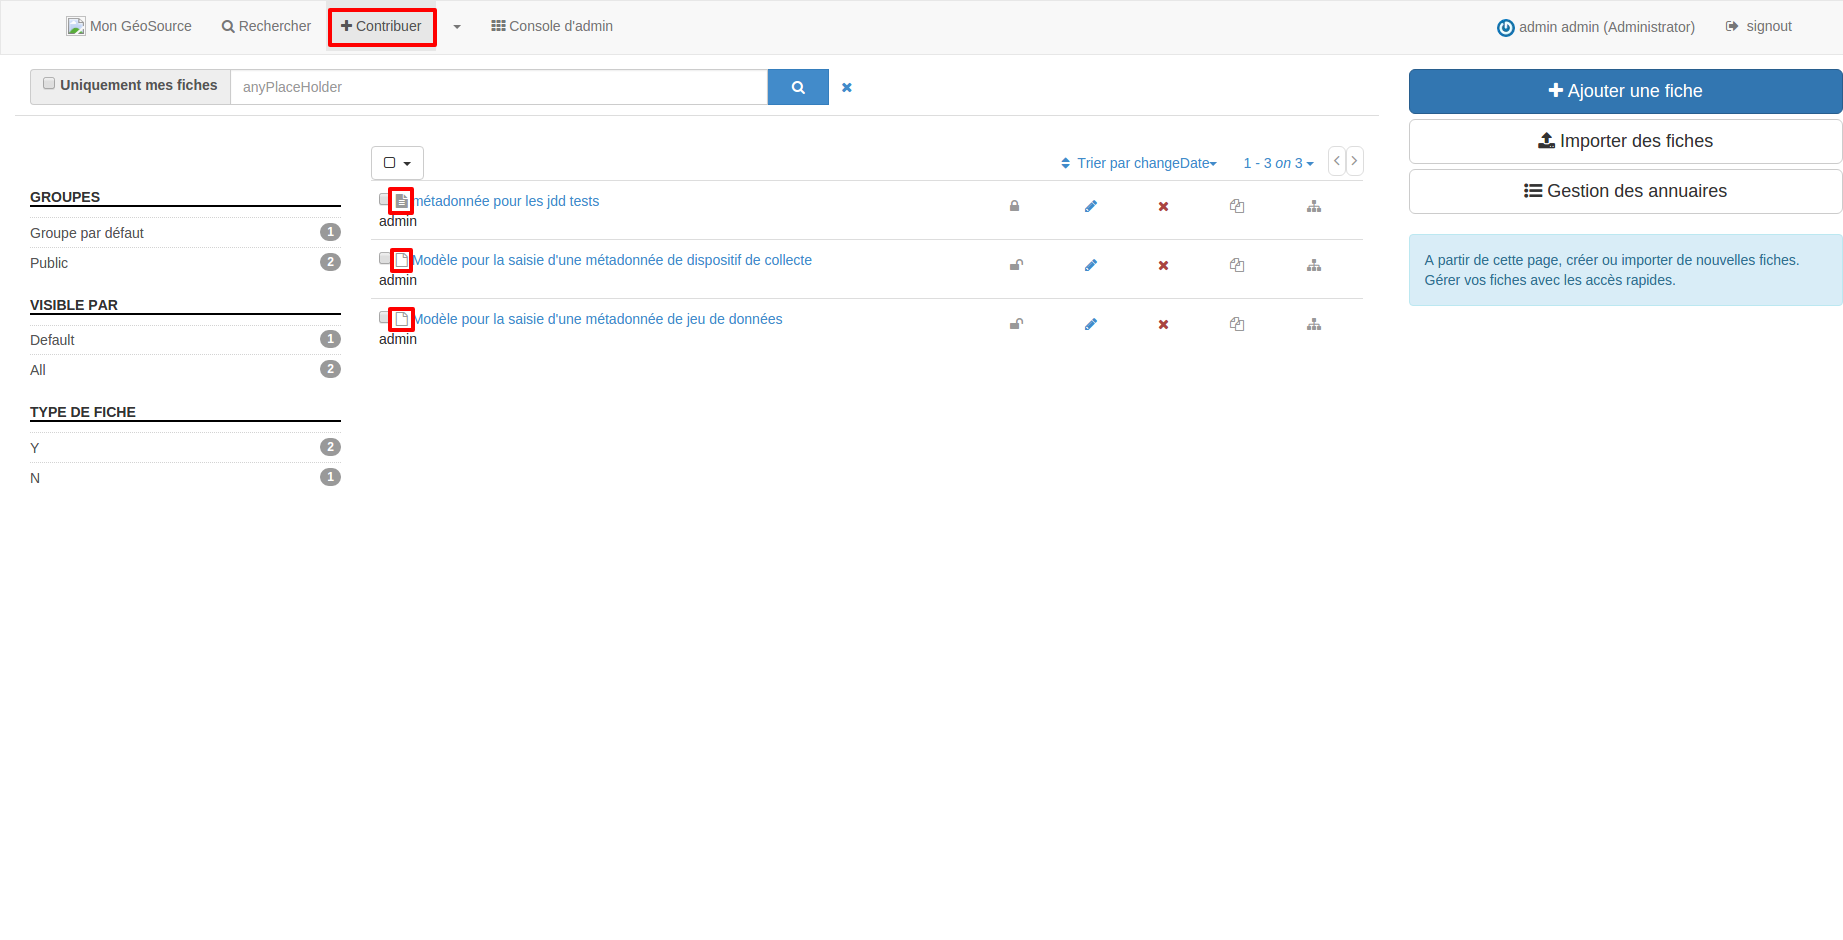 Mon GéoSource Rechercher Contribuer Console d'admin admin admin (Administrator) signout
Uniquement mes fiches anyPlaceHolder
Ajouter une fiche
Importer des fiches
Gestion des annuaires
A partir de cette page, créer ou importer de nouvelles fiches.
Gérer vos fiches avec les accès rapides.
Trier par changeDate 1 - 3 on 3
GROUPES
Groupe par défaut 1
Public 2
VISIBLE PAR
Default 1
All 2
TYPE DE FICHE
Y 2
N 1
métadonnée pour les jdd tests
admin
Modèle pour la saisie d'une métadonnée de dispositif de collecte
admin
Modèle pour la saisie d'une métadonnée de jeu de données
admin